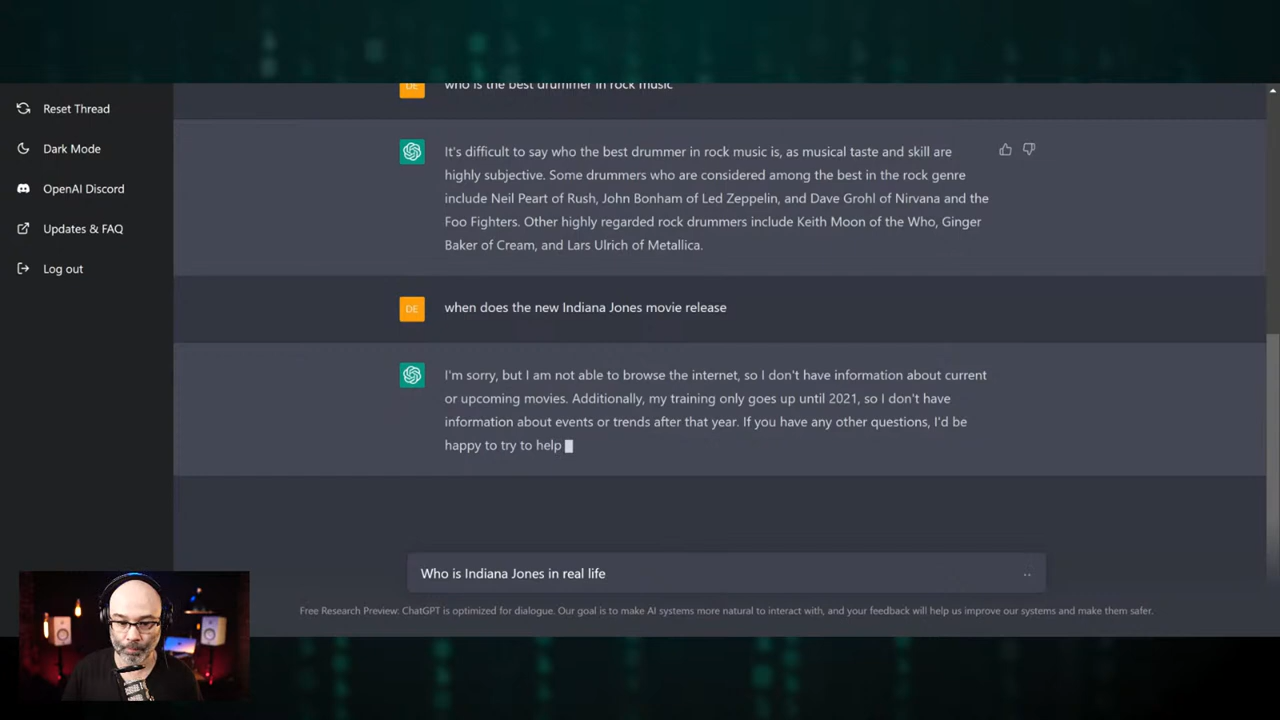 who is the best drummer in rock music
DE
Reset Thread
Dark Mode
OpenAI Discord
Updates & FAQ
Log out
It's difficult to say who the best drummer in rock music is, as musical taste and skill are
highly subjective. Some drummers who are considered among the best in the rock genre
include Neil Peart of Rush, John Bonham of Led Zeppelin, and Dave Grohl of Nirvana and the
Foo Fighters. Other highly regarded rock drummers include Keith Moon of the Who, Ginger
Baker of Cream, and Lars Ulrich of Metallica.
DE
when does the new Indiana Jones movie release
I'm sorry, but I am not able to browse the internet, so I don't have information about current
or upcoming movies. Additionally, my training only goes up until 2021, so I don't have
information about events or trends after that year. If you have any other questions, I'd be
happy to try to help
Who is Indiana Jones in real life
Free Research Preview: ChatGPT is optimized for dialogue. Our goal is to make AI systems more natural to interact with, and your feedback will help us improve our systems and make them safer.